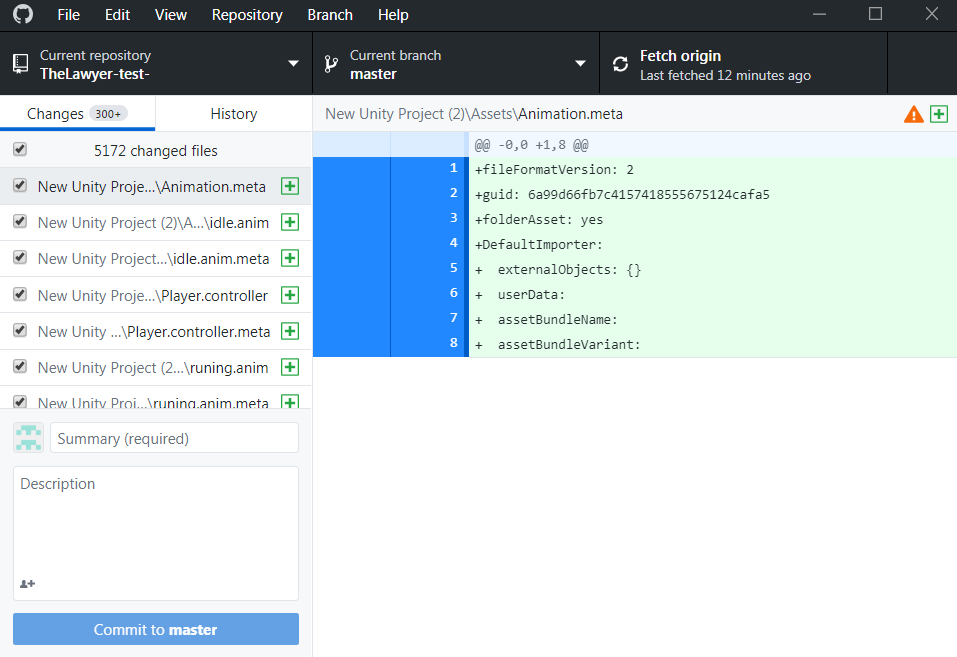 File Edit View Repository Branch Help
Current repository
TheLawyer-test-
Current branch
master
Fetch origin
Last fetched 12 minutes ago
Changes 300+
History
5172 changed files
New Unity Proje...\Animation.meta
New Unity Project (2)\A...\idle.anim
New Unity Project...\idle.anim.meta
New Unity Proje...\Player.controller
New Unity ...\Player.controller.meta
New Unity Project (2...\runing.anim
New Unity Proj...\runing.anim.meta
Summary (required)
Description
Commit to master
New Unity Project (2)\Assets\Animation.meta
@@ -0,0 +1,8 @@
1 +fileFormatVersion: 2
2 +guid: 6a99d66fb7c4157418555675124cafa5
3 +folderAsset: yes
4 +DefaultImporter:
5 +  externalObjects: {}
6 +  userData:
7 +  assetBundleName:
8 +  assetBundleVariant: